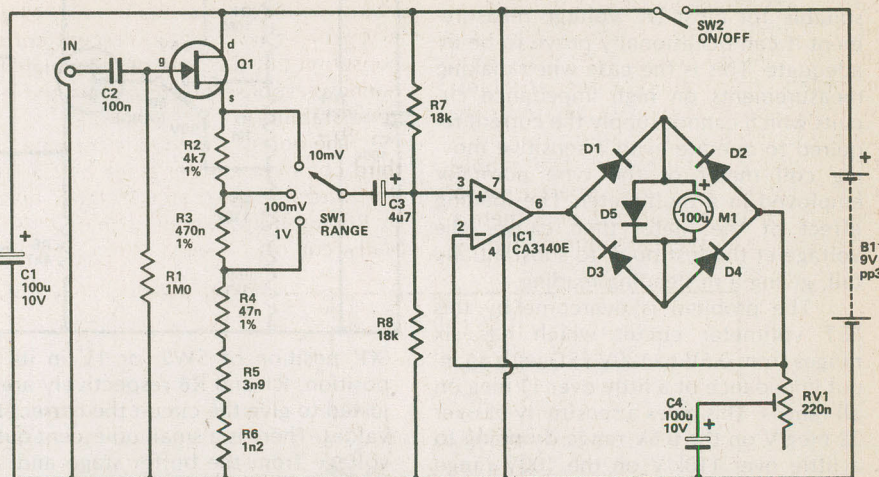 SW2
ON/OFF
IN
g
d
s
Q1
C2
100n
R2
4k7
1%
10mV
100mV
1V
SW1
RANGE
+
C3
4u7
R7
18k
3
7
+
−
2
4
6
IC1
CA3140E
D1
D2
D5
+
100u
M1
D3
D4
+
B1
9V
pp3
R3
470n
1%
R1
1M0
+
C1
100u
10V
R4
47n
1%
R8
18k
R5
3n9
R6
1n2
C4
100u
10V
+
RV1
220n